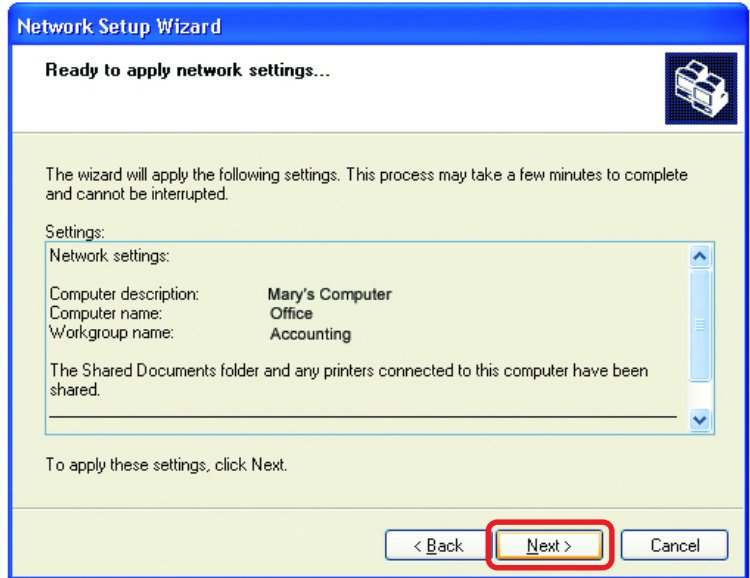 Network Setup Wizard
Ready to apply network settings...
The wizard will apply the following settings. This process may take a few minutes to complete
and cannot be interrupted.
Settings:
Network settings:
Computer description: Mary's Computer
Computer name: Office
Workgroup name: Accounting
The Shared Documents folder and any printers connected to this computer have been
shared.
To apply these settings, click Next.
< Back Next > Cancel